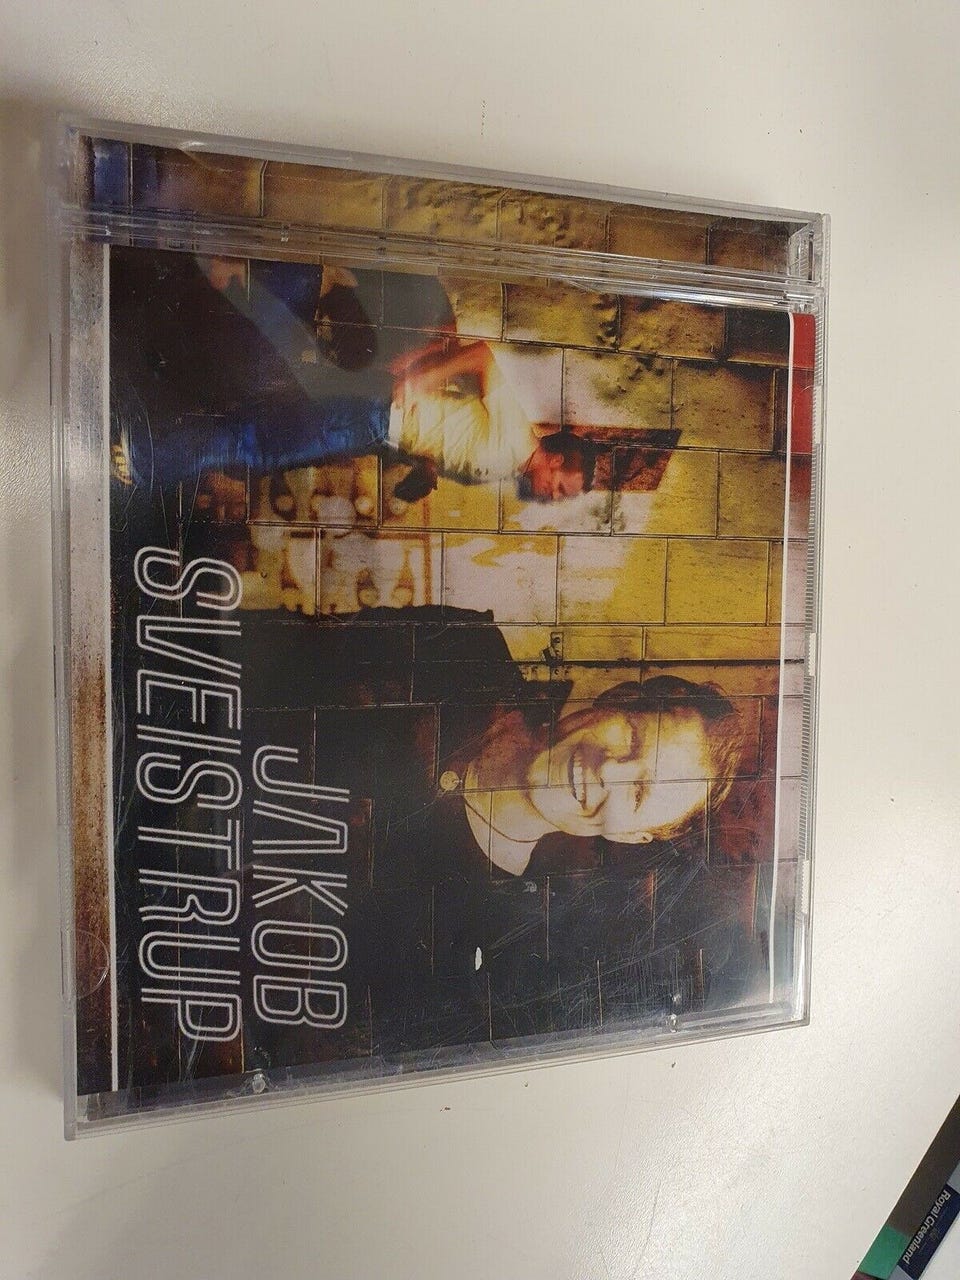 JAKOB
SVEISTRUP
Royal Greenland